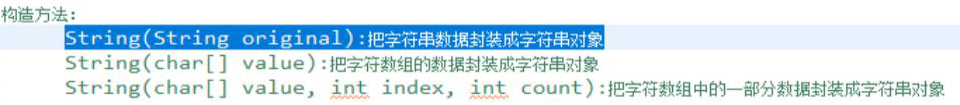 构造方法:
String(String original):把字符串数据封装成字符串对象
String(char[] value):把字符数组的数据封装成字符串对象
String(char[] value, int index, int count):把字符数组中的一部分数据封装成字符串对象